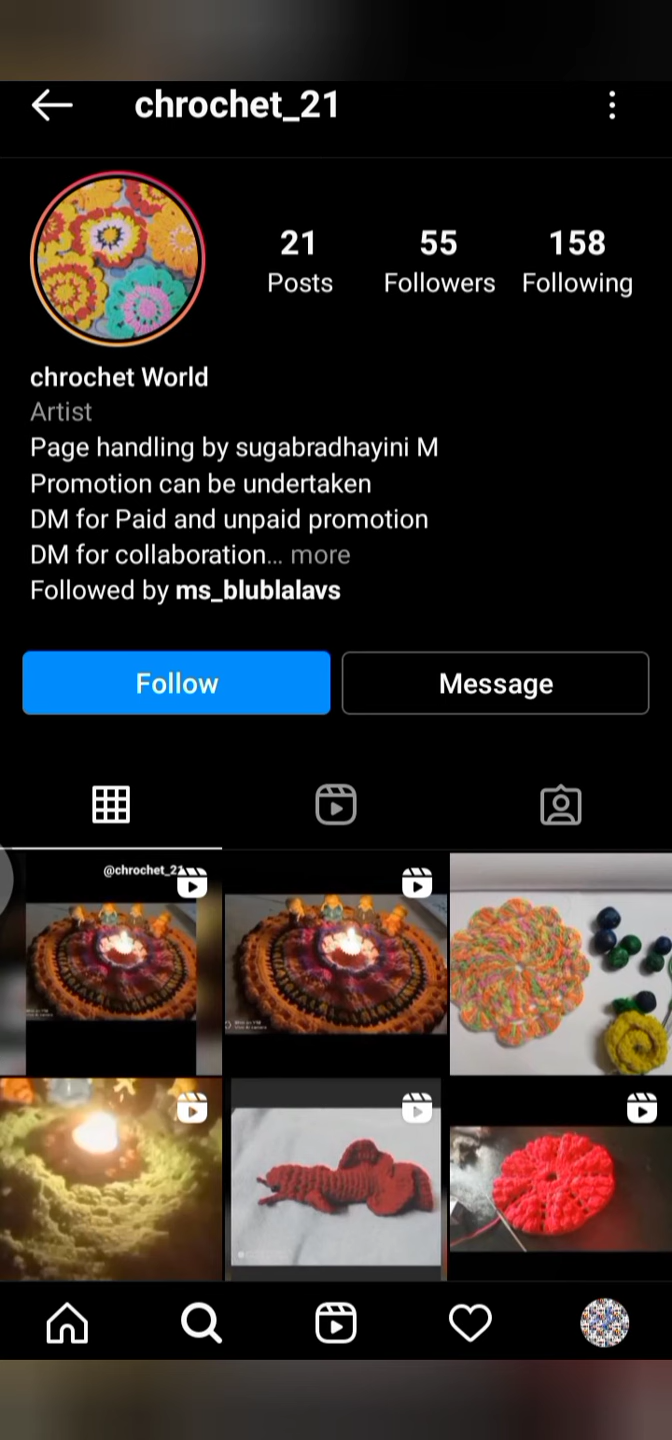 chrochet_21
21
55
158
Posts
Followers
Following
chrochet World
Artist
Page handling by sugabradhayini M
Promotion can be undertaken
DM for Paid and unpaid promotion
DM for collaboration... more
Followed by ms_blublalavs
Follow
Message
@chrochet_21